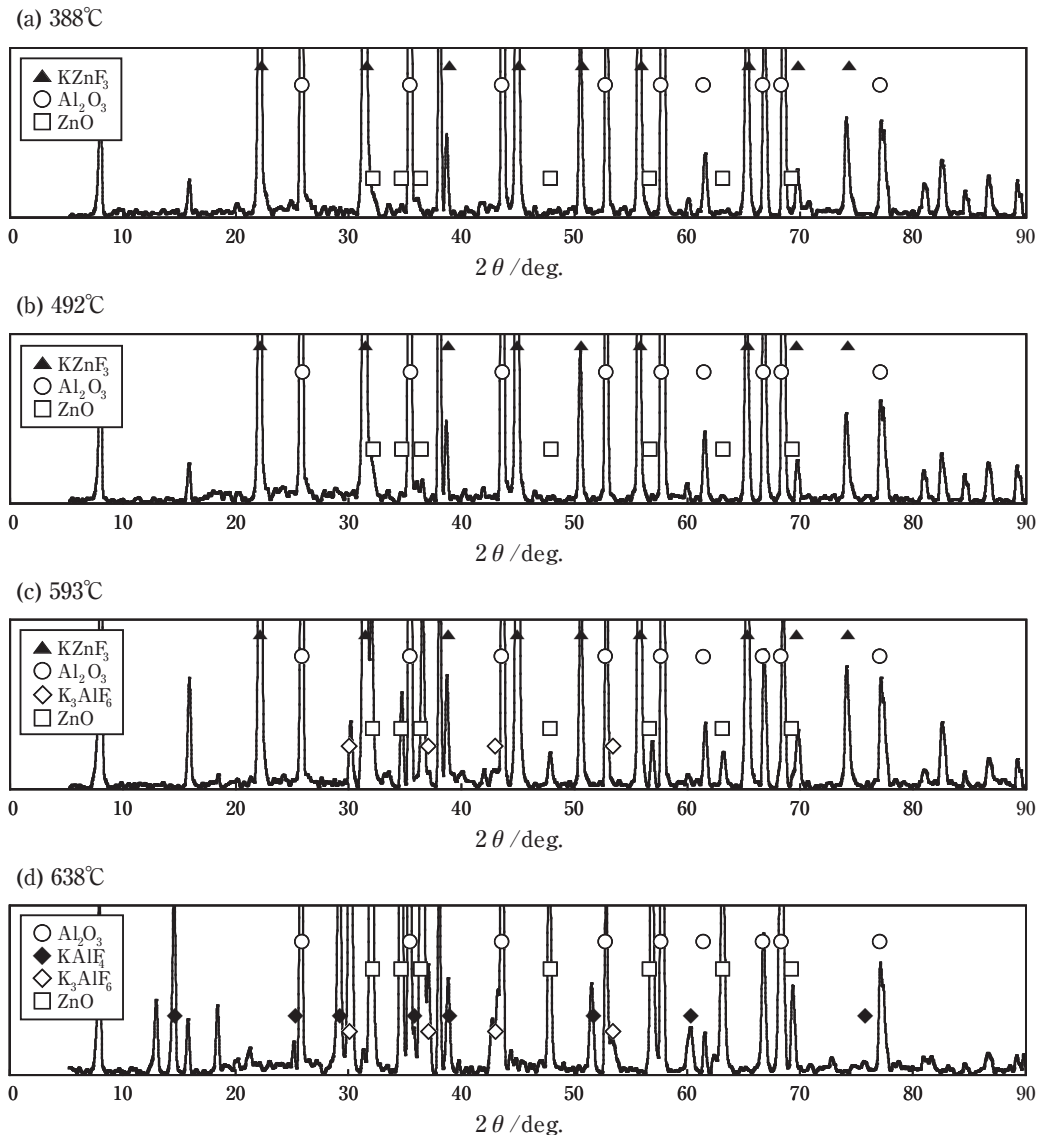 (a) 388℃
▲ KZnF₃
○ Al₂O₃
□ ZnO
0 10 20 30 40 50 60 70 80 90
2θ/deg.
(b) 492℃
▲ KZnF₃
○ Al₂O₃
□ ZnO
0 10 20 30 40 50 60 70 80 90
2θ/deg.
(c) 593℃
▲ KZnF₃
○ Al₂O₃
◇ K₃AlF₆
□ ZnO
0 10 20 30 40 50 60 70 80 90
2θ/deg.
(d) 638℃
○ Al₂O₃
◆ KAlF₄
◇ K₃AlF₆
□ ZnO
0 10 20 30 40 50 60 70 80 90
2θ/deg.